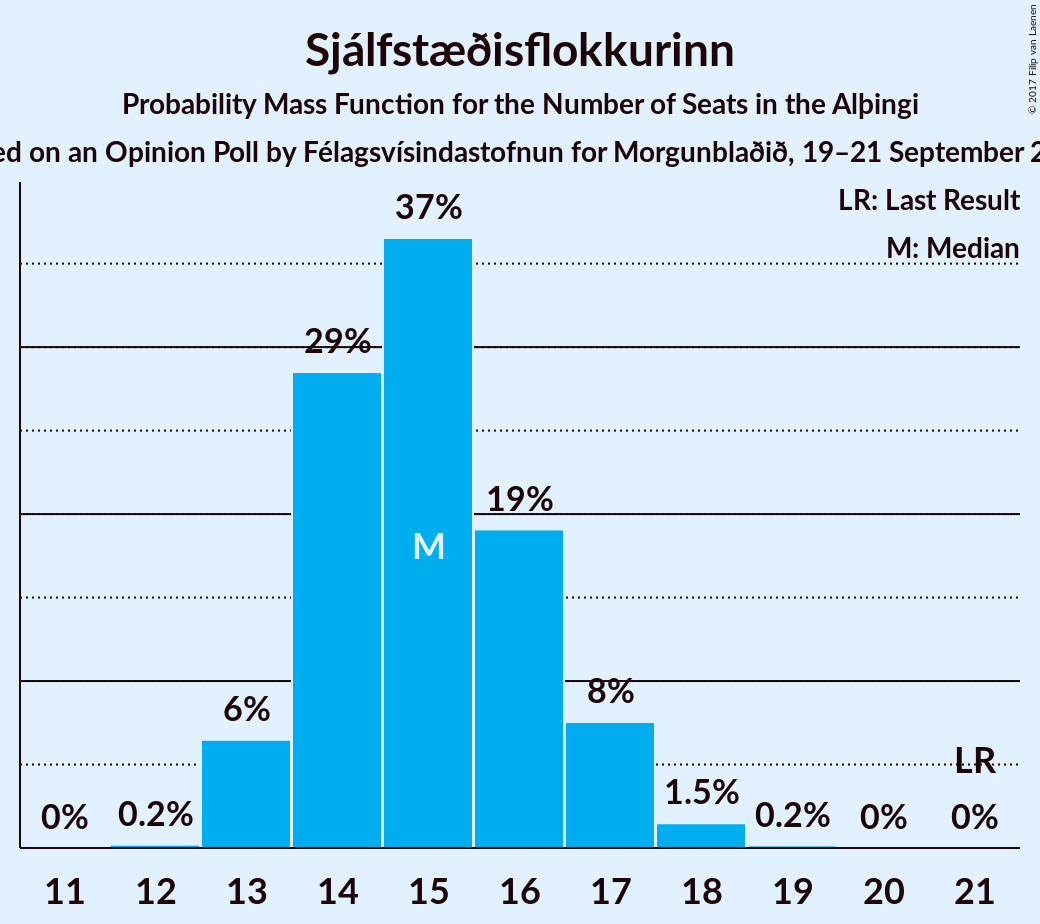 Sjálfstæðisflokkurinn
Probability Mass Function for the Number of Seats in the Alþingi
on an Opinion Poll by Félagsvísindastofnun for Morgunblaðið, 19–21 September
© 2017 Filip van Laenen
LR: Last Result
M: Median
37%
29%
19%
M
8%
6%
LR
1.5%
0% 0.2% 0.2% 0% 0%
11 12 13 14 15 16 17 18 19 20 21